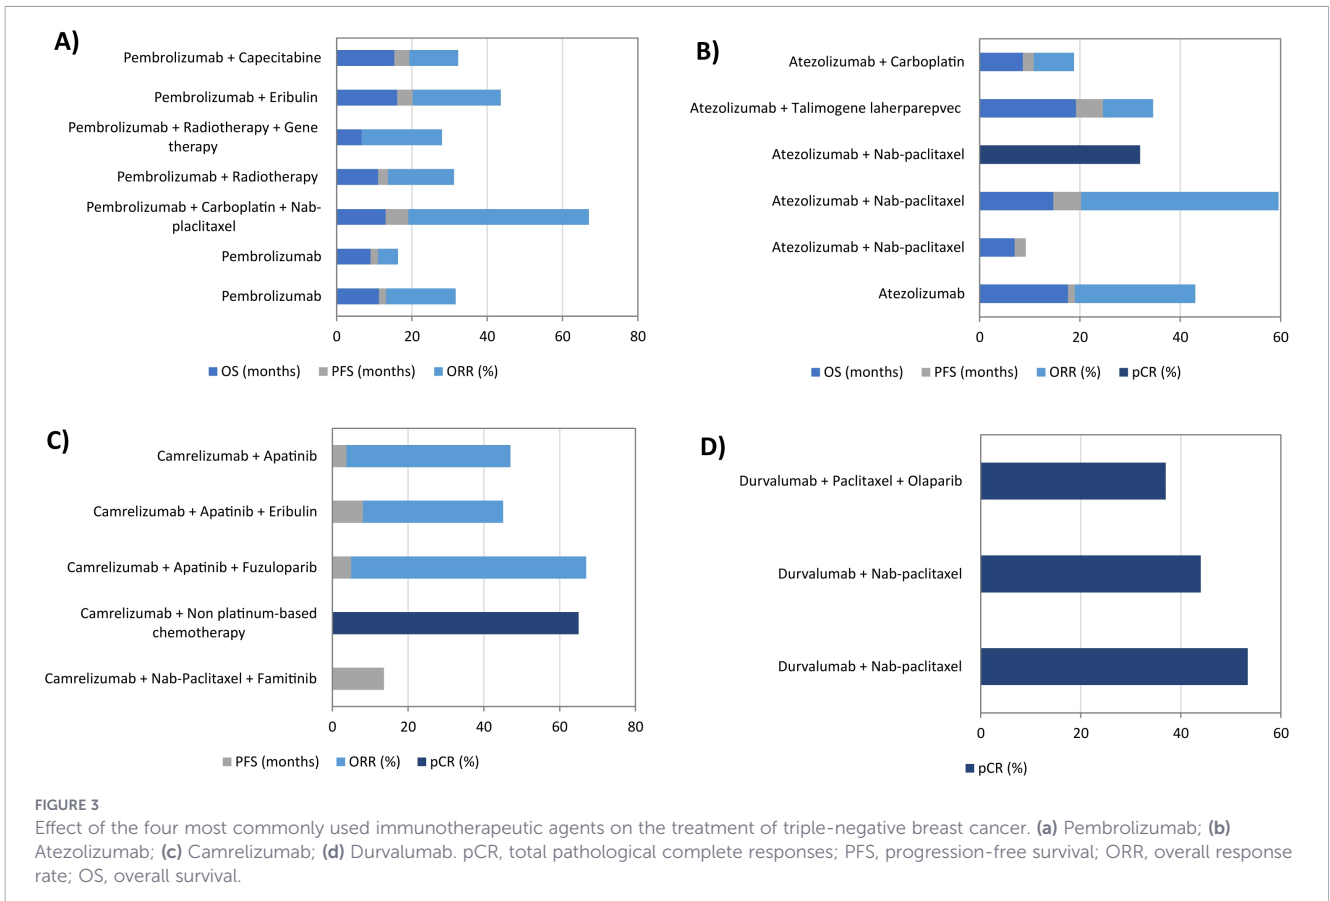 A)
Pembrolizumab + Capecitabine
Pembrolizumab + Eribulin
Pembrolizumab + Radiotherapy + Gene
therapy
Pembrolizumab + Radiotherapy
Pembrolizumab + Carboplatin + Nab-
placlitaxel
Pembrolizumab
Pembrolizumab
0 20 40 60 80
OS (months) PFS (months) ORR (%)
B)
Atezolizumab + Carboplatin
Atezolizumab + Talimogene laherparepvec
Atezolizumab + Nab-paclitaxel
Atezolizumab + Nab-paclitaxel
Atezolizumab + Nab-paclitaxel
Atezolizumab
0 20 40 60
OS (months) PFS (months) ORR (%) pCR (%)
C)
Camrelizumab + Apatinib
Camrelizumab + Apatinib + Eribulin
Camrelizumab + Apatinib + Fuzuloparib
Camrelizumab + Non platinum-based
chemotherapy
Camrelizumab + Nab-Paclitaxel + Famitinib
0 20 40 60 80
PFS (months) ORR (%) pCR (%)
D)
Durvalumab + Paclitaxel + Olaparib
Durvalumab + Nab-paclitaxel
Durvalumab + Nab-paclitaxel
0 20 40 60
pCR (%)
FIGURE 3
Effect of the four most commonly used immunotherapeutic agents on the treatment of triple-negative breast cancer. (a) Pembrolizumab; (b)
Atezolizumab; (c) Camrelizumab; (d) Durvalumab. pCR, total pathological complete responses; PFS, progression-free survival; ORR, overall response
rate; OS, overall survival.